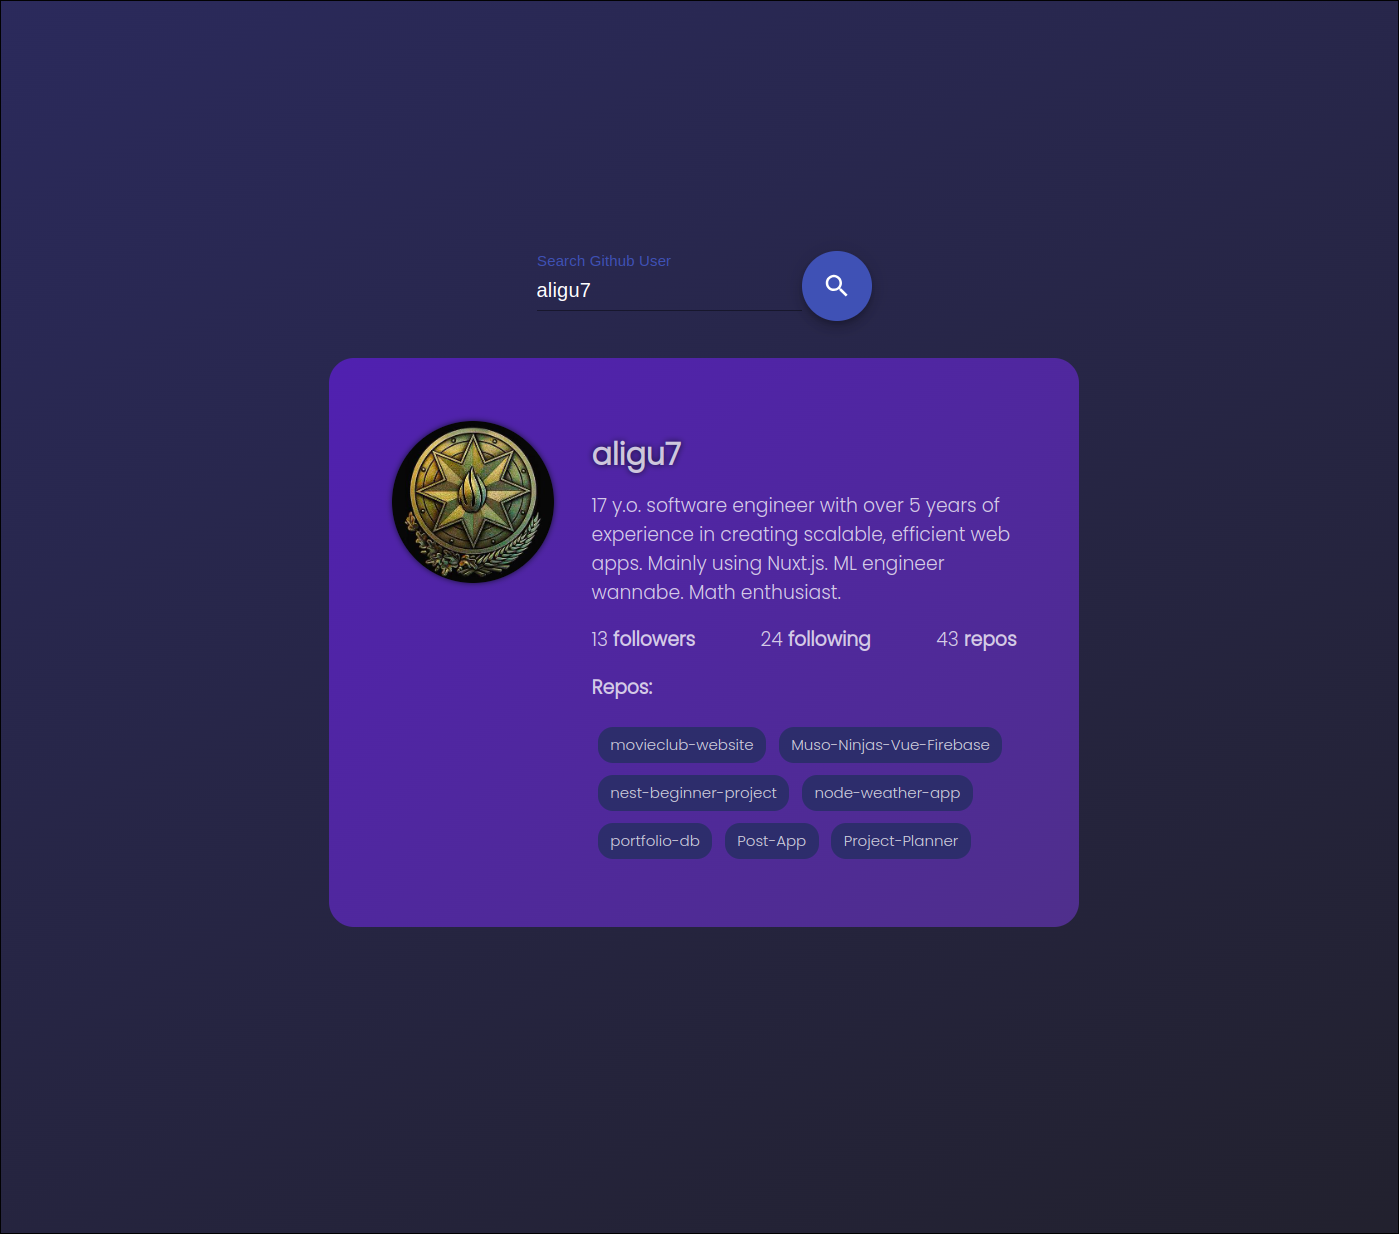 Search Github User
aligu7
aligu7
17 y.o. software engineer with over 5 years of
experience in creating scalable, efficient web
apps. Mainly using Nuxt.js. ML engineer
wannabe. Math enthusiast.
13 followers 24 following 43 repos
Repos:
movieclub-website Muso-Ninjas-Vue-Firebase
nest-beginner-project node-weather-app
portfolio-db Post-App Project-Planner